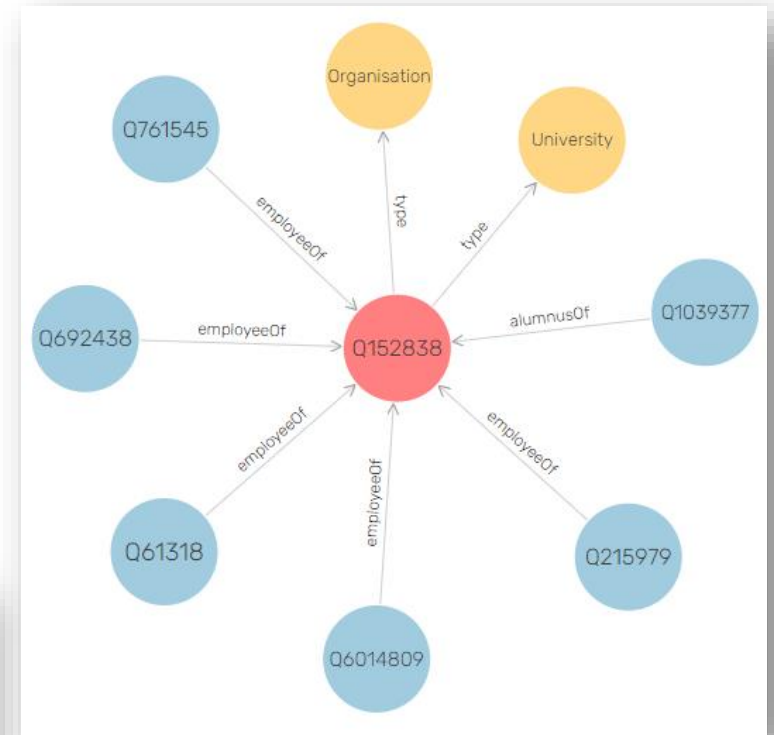 Organisation
Q761545
University
employeeOf
type
type
Q1039377
alumnusOf
employeeOf
Q692438
Q152838
employeeOf
employeeOf
employeeOf
Q61318
Q215979
Q6014809